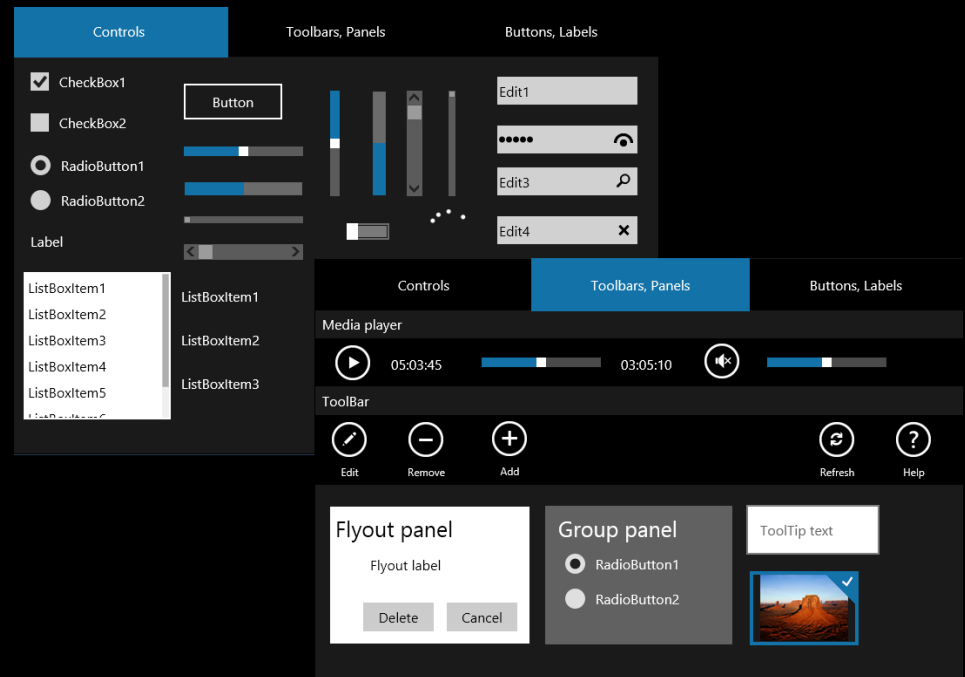 Controls
Toolbars, Panels
Buttons, Labels
CheckBox1
CheckBox2
RadioButton1
RadioButton2
Label
Button
Edit1
Edit3
Edit4
ListBoxItem1
ListBoxItem2
ListBoxItem3
ListBoxItem4
ListBoxItem5
ListBoxItem6
ListBoxItem1
ListBoxItem2
ListBoxItem3
Controls
Toolbars, Panels
Buttons, Labels
Media player
05:03:45
03:05:10
ToolBar
Edit
Remove
Add
Refresh
Help
Flyout panel
Flyout label
Delete
Cancel
Group panel
RadioButton1
RadioButton2
ToolTip text